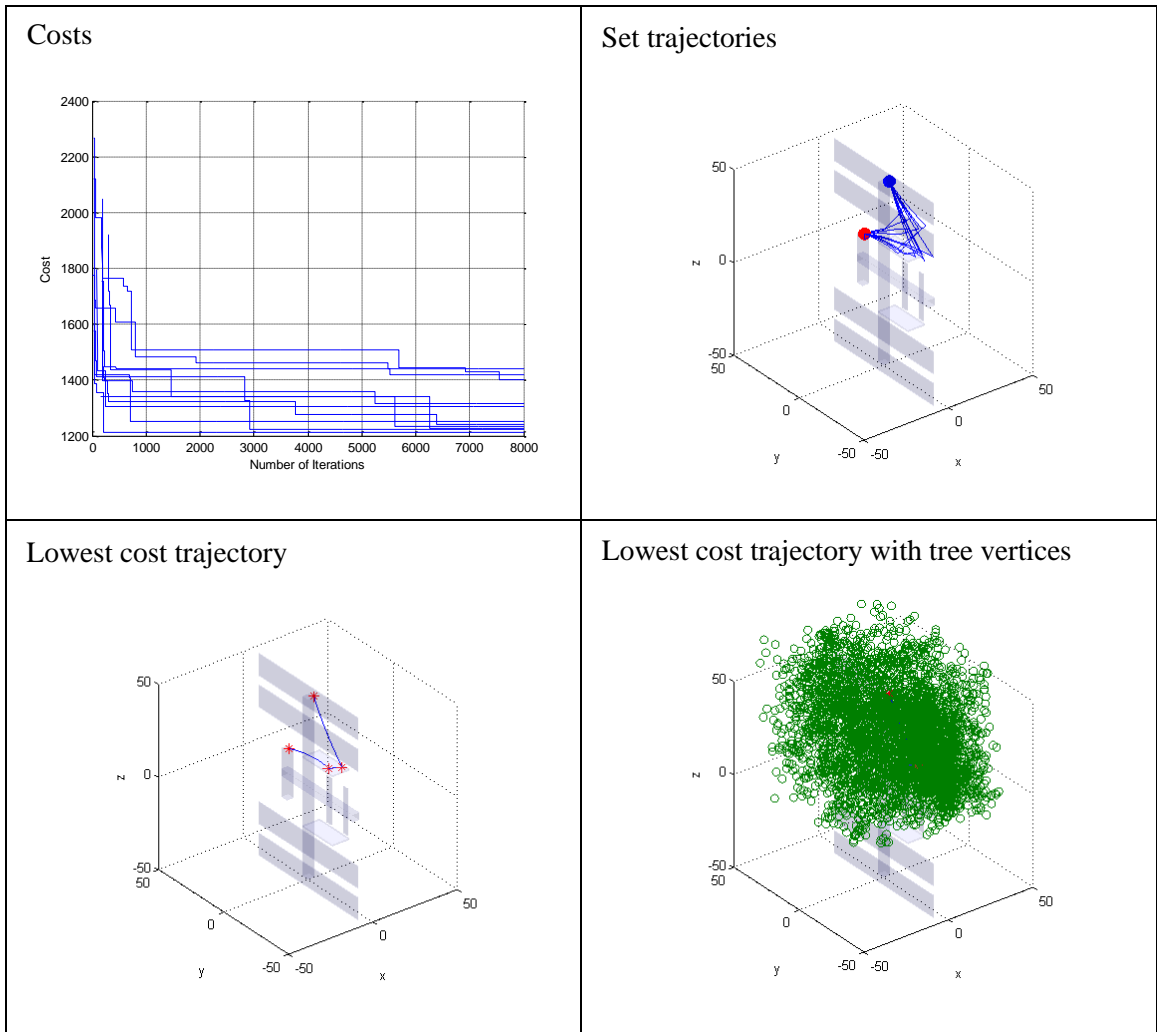 Costs
2400
2200
2000
1800
1600
1400
1200
Cost
0 1000 2000 3000 4000 5000 6000 7000 8000
Number of Iterations
Set trajectories
50
0
-50
z
50
0
-50
y
-50
0
50
x
Lowest cost trajectory
50
0
-50
z
50
0
-50
y
-50
0
50
x
Lowest cost trajectory with tree vertices
50
0
-50
z
50
0
-50
y
-50
0
50
x